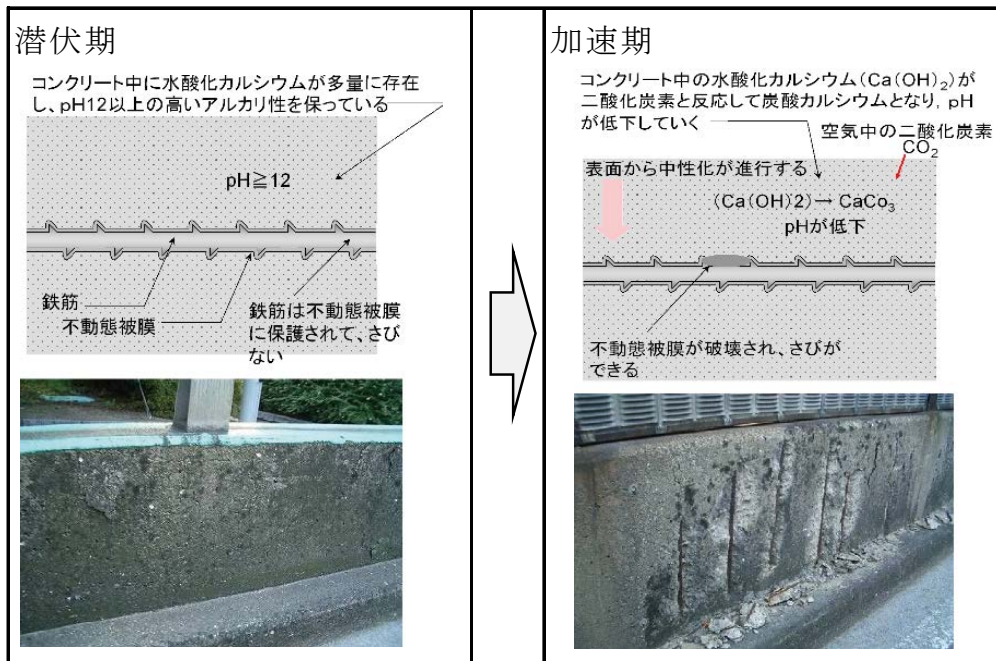 潜伏期
コンクリート中に水酸化カルシウムが多量に存在
し、pH12以上の高いアルカリ性を保っている
pH≧12
鉄筋
不動態被膜
鉄筋は不動態被膜
に保護されて、さび
ない
加速期
コンクリート中の水酸化カルシウム(Ca(OH)₂)が
二酸化炭素と反応して炭酸カルシウムとなり，pH
が低下していく
空気中の二酸化炭素
CO₂
表面から中性化が進行する
(Ca(OH)2)→ CaCo₃
pHが低下
不動態被膜が破壊され、さびが
できる